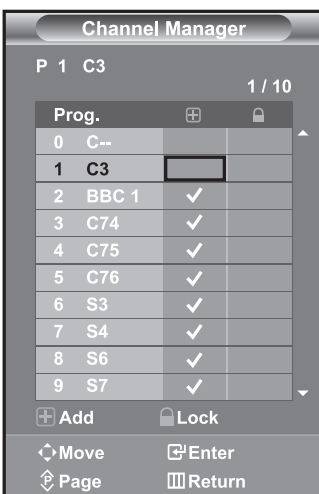 Channel Manager
P 1 C3
1 / 10
Prog.
0 C--
1 C3
2 BBC 1
3 C74
4 C75
5 C76
6 S3
7 S4
8 S6
9 S7
Add Lock
Move Enter
Page Return